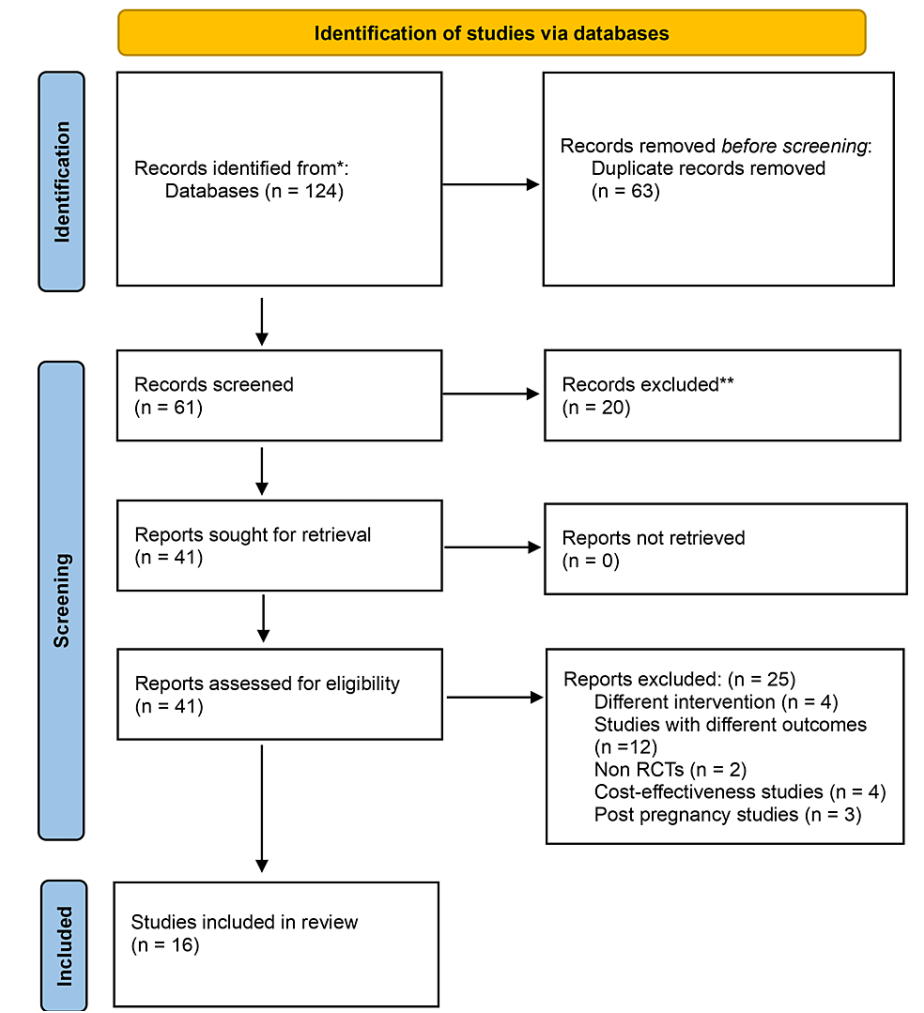 Identification of studies via databases
Identification
Records identified from*:
Databases (n = 124)
Records removed before screening:
Duplicate records removed
(n = 63)
Screening
Records screened
(n = 61)
Records excluded**
(n = 20)
Reports sought for retrieval
(n = 41)
Reports not retrieved
(n = 0)
Reports assessed for eligibility
(n = 41)
Reports excluded: (n = 25)
Different intervention (n = 4)
Studies with different outcomes
(n =12)
Non RCTs (n = 2)
Cost-effectiveness studies (n = 4)
Post pregnancy studies (n = 3)
Included
Studies included in review
(n = 16)